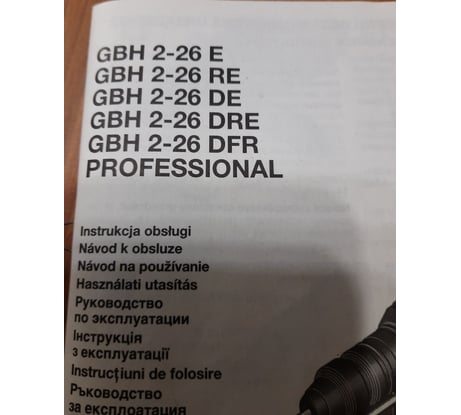 GBH 2-26 E
GBH 2-26 RE
GBH 2-26 DE
GBH 2-26 DRE
GBH 2-26 DFR
PROFESSIONAL
Instrukcja obsługi
Návod k obsluze
Návod na používanie
Használati utasítás
Руководство
по эксплуатации
Інструкція
з експлуатації
Instrucţiuni de folosire
Ръководство
за експлоатация